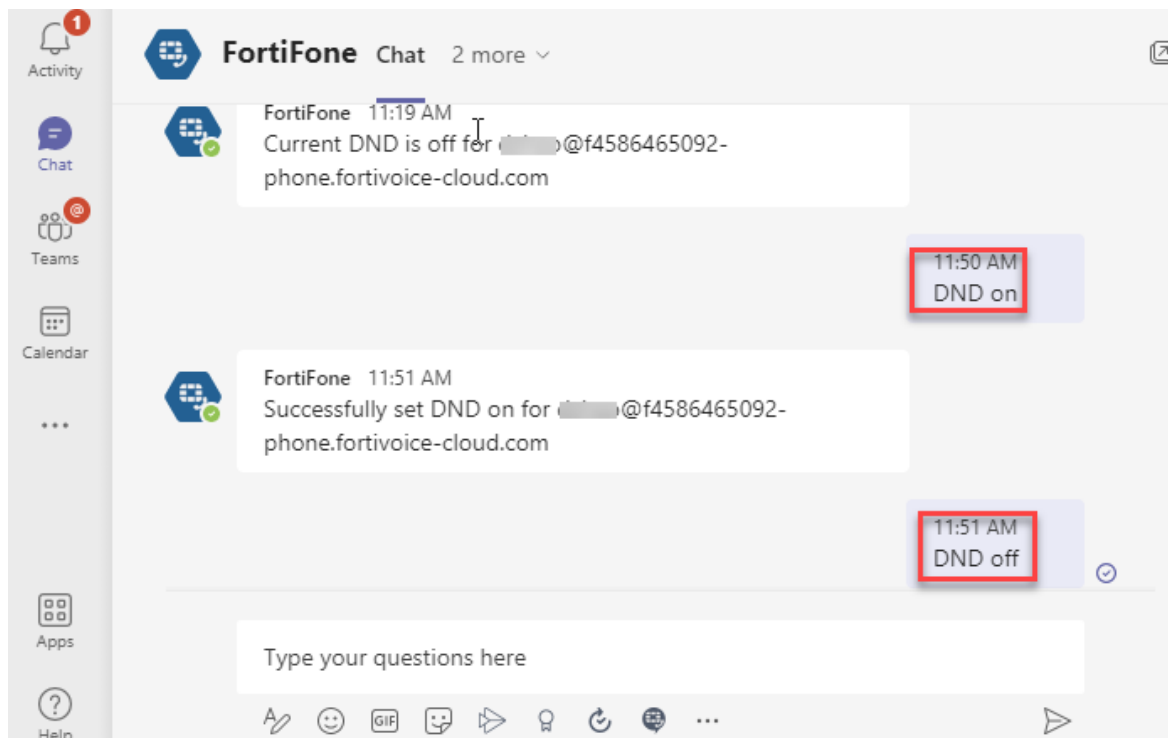 1
Activity
Chat
@
Teams
Calendar
Apps
Help
FortiFone Chat 2 more
FortiFone 11:19 AM
Current DND is off for @f4586465092-
phone.fortivoice-cloud.com
11:50 AM
DND on
FortiFone 11:51 AM
Successfully set DND on for @f4586465092-
phone.fortivoice-cloud.com
11:51 AM
DND off
Type your questions here
GIF